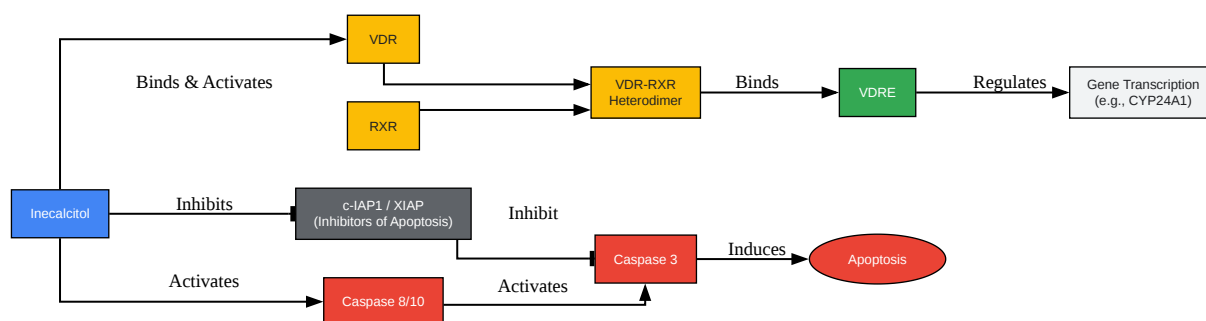 VDR
Binds & Activates
VDR-RXR
Heterodimer
Binds
VDRE
Regulates
Gene Transcription
(e.g., CYP24A1)
RXR
Inecalcitol
Inhibits
c-IAP1 / XIAP
(Inhibitors of Apoptosis)
Inhibit
Caspase 3
Induces
Apoptosis
Activates
Caspase 8/10
Activates